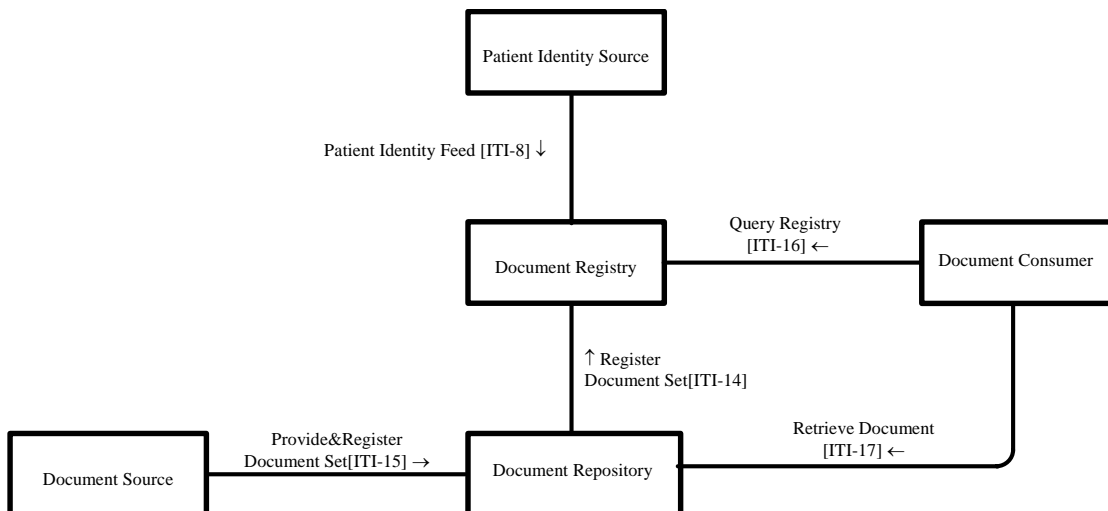 Patient Identity Source
Patient Identity Feed [ITI-8] ↓
Query Registry
[ITI-16] ←
Document Registry
Document Consumer
↑ Register
Document Set[ITI-14]
Provide&Register
Document Set[ITI-15] →
Retrieve Document
[ITI-17] ←
Document Source
Document Repository